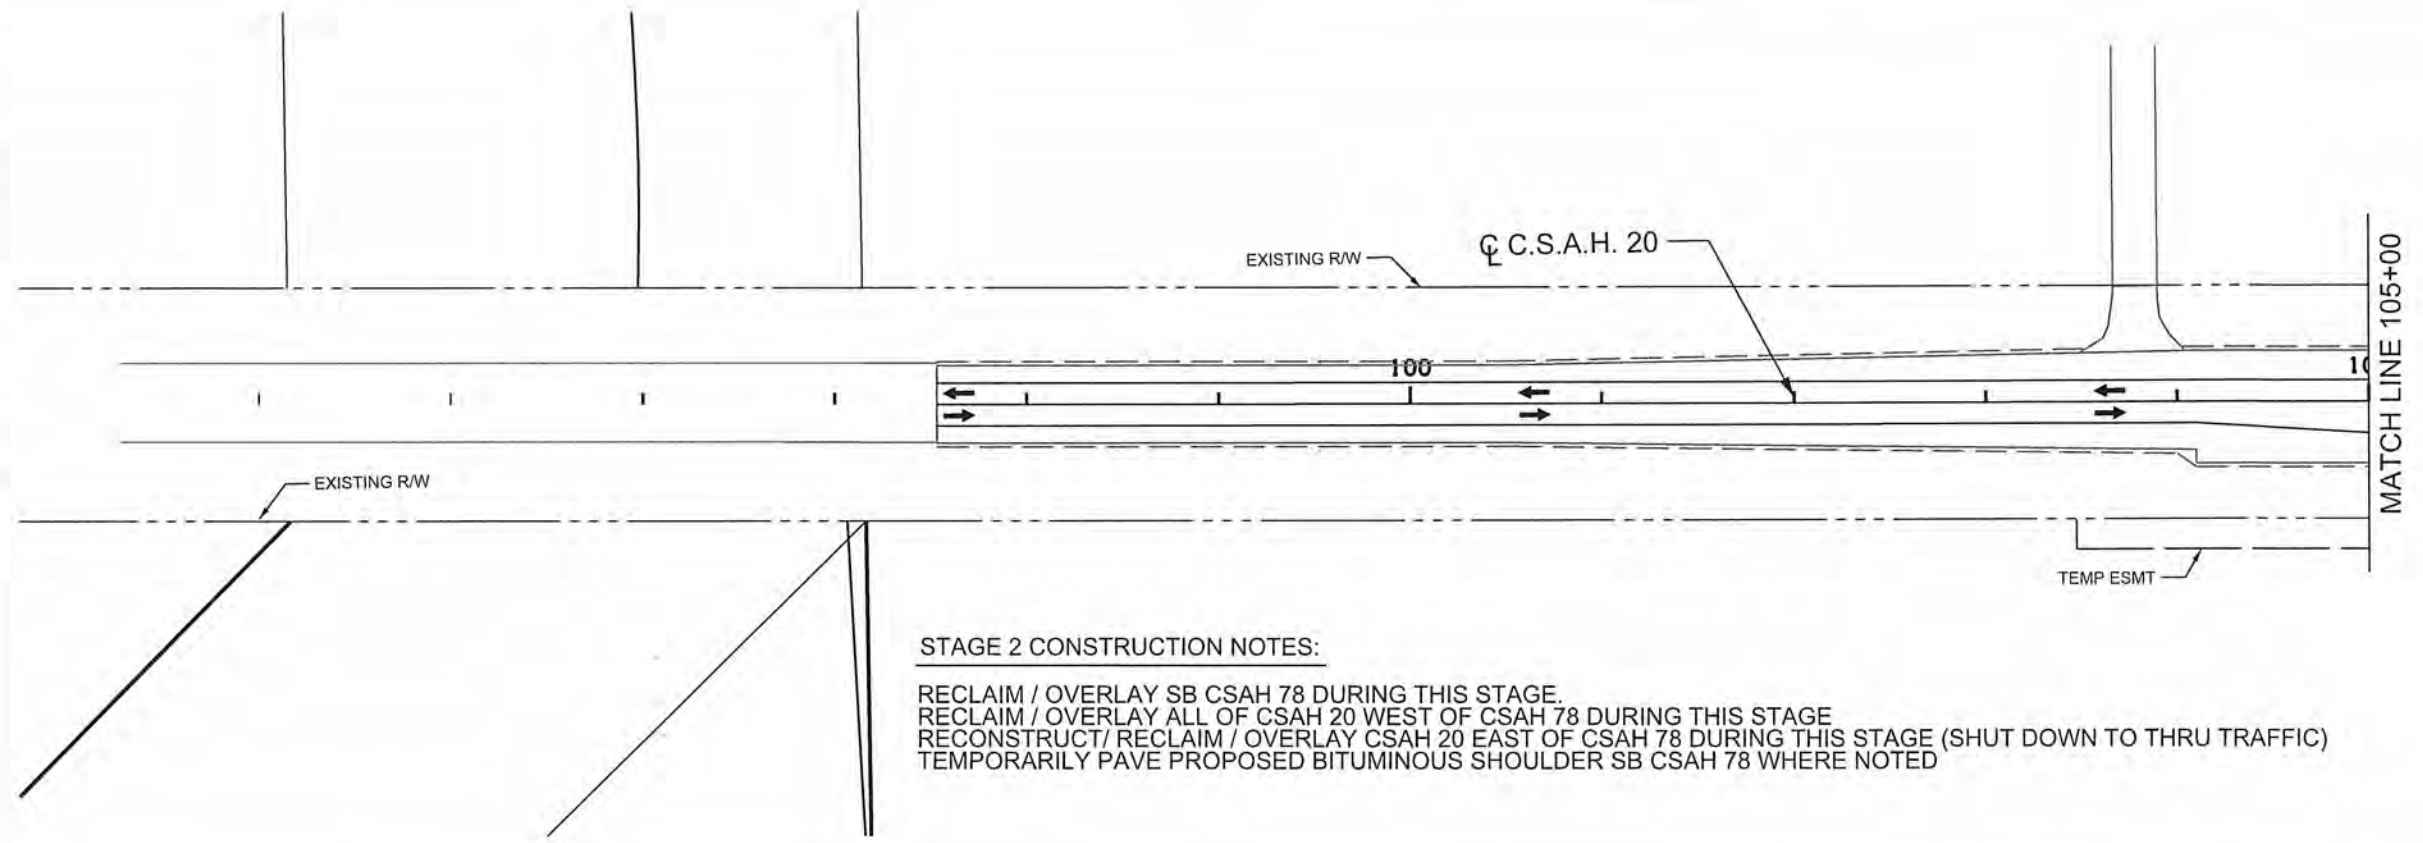 EXISTING R/W
℄ C.S.A.H. 20
MATCH LINE 105+00
100
10
EXISTING R/W
TEMP ESMT
STAGE 2 CONSTRUCTION NOTES:
RECLAIM / OVERLAY SB CSAH 78 DURING THIS STAGE.
RECLAIM / OVERLAY ALL OF CSAH 20 WEST OF CSAH 78 DURING THIS STAGE
RECONSTRUCT/ RECLAIM / OVERLAY CSAH 20 EAST OF CSAH 78 DURING THIS STAGE (SHUT DOWN TO THRU TRAFFIC)
TEMPORARILY PAVE PROPOSED BITUMINOUS SHOULDER SB CSAH 78 WHERE NOTED